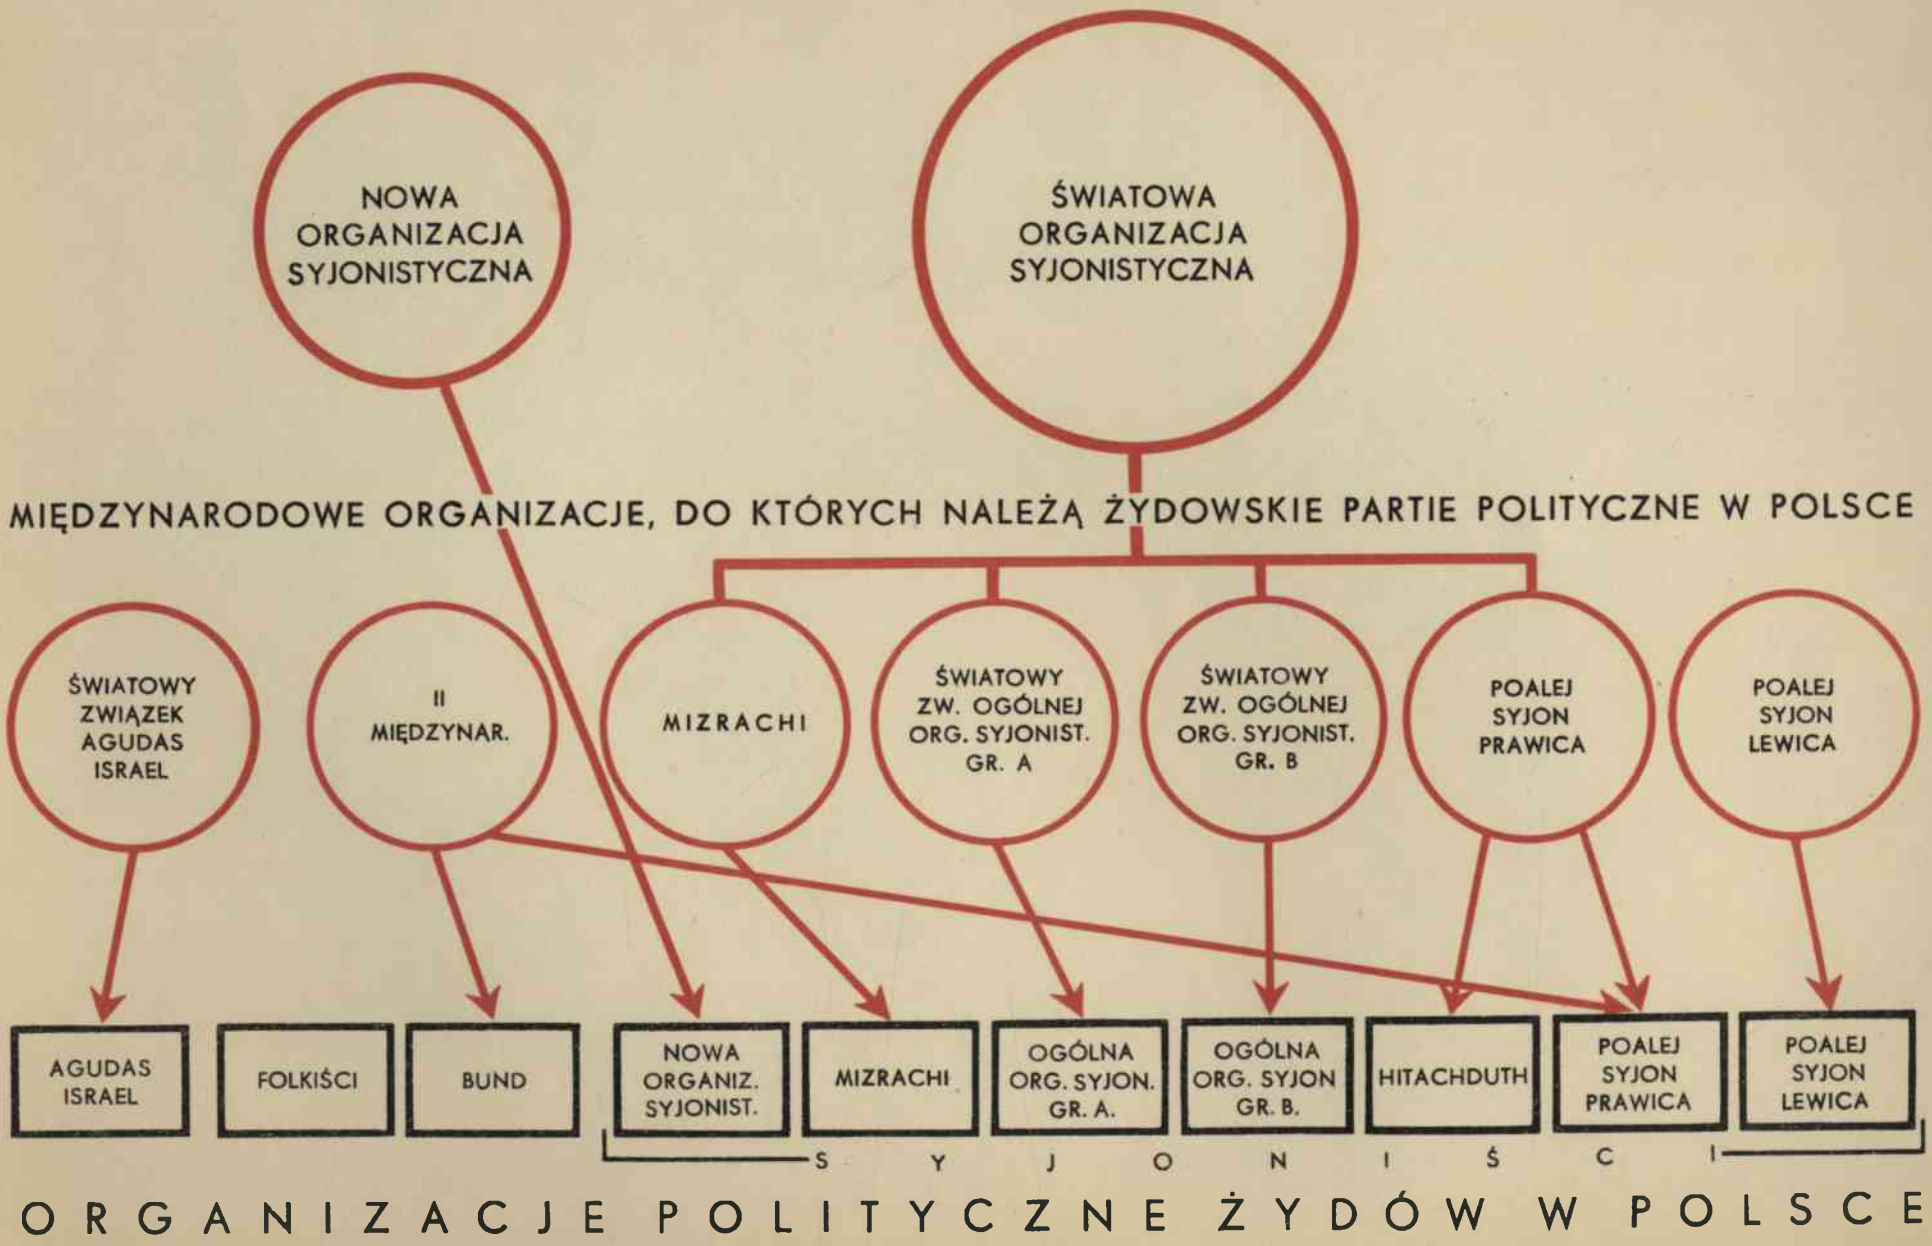 NOWA
ORGANIZACJA
SYJONISTYCZNA
ŚWIATOWA
ORGANIZACJA
SYJONISTYCZNA
MIĘDZYNARODOWE ORGANIZACJE, DO KTÓRYCH NALEŻĄ ŻYDOWSKIE PARTIE POLITYCZNE W POLSCE
ŚWIATOWY
ZWIĄZEK
AGUDAS
ISRAEL
II
MIĘDZYNAR.
MIZRACHI
ŚWIATOWY
ZW. OGÓLNEJ
ORG. SYJONIST.
GR. A
ŚWIATOWY
ZW. OGÓLNEJ
ORG. SYJONIST.
GR. B
POALEJ
SYJON
PRAWICA
POALEJ
SYJON
LEWICA
AGUDAS
ISRAEL
FOLKIŚCI
BUND
NOWA
ORGANIZ.
SYJONIST.
MIZRACHI
OGÓLNA
ORG. SYJON.
GR. A.
OGÓLNA
ORG. SYJON
GR. B.
HITACHDUTH
POALEJ
SYJON
PRAWICA
POALEJ
SYJON
LEWICA
SYJONIŚCI
ORGANIZACJE POLITYCZNE ŻYDÓW W POLSCE